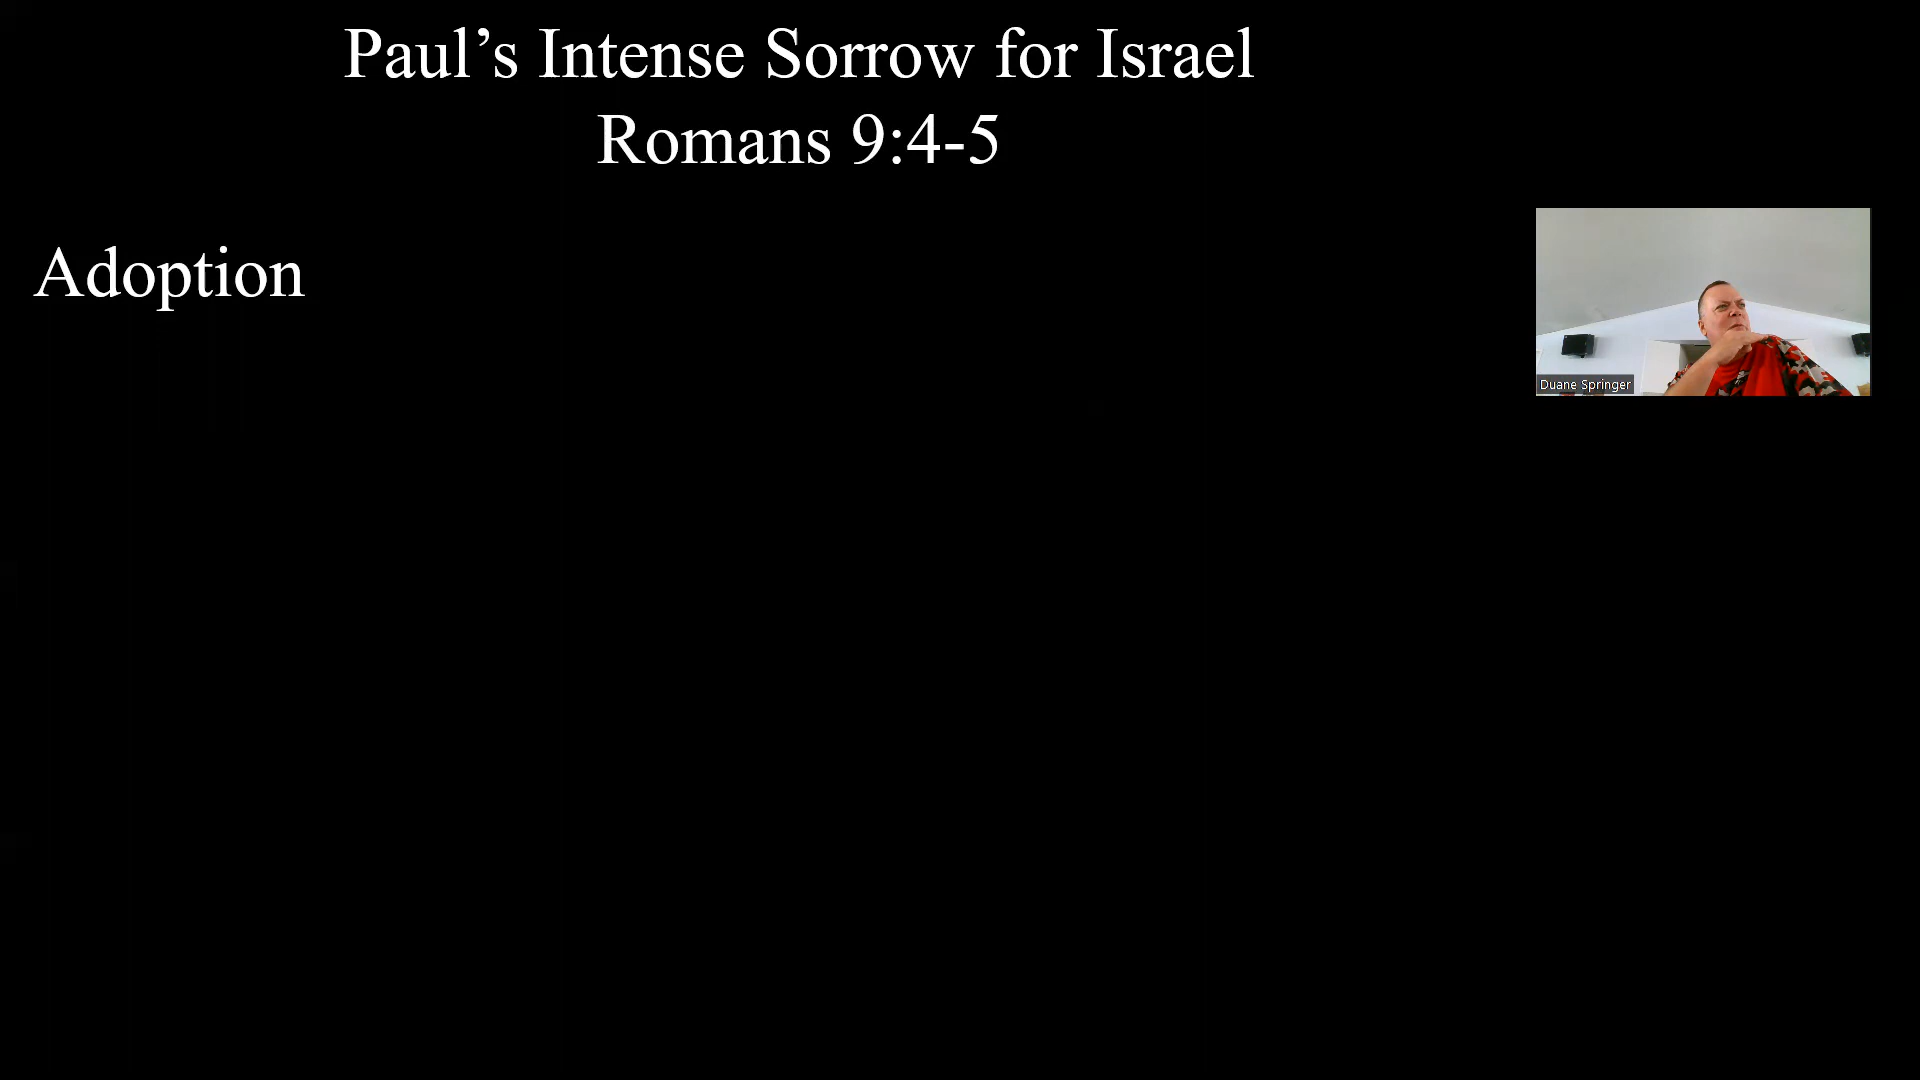 Paul’s Intense Sorrow for Israel
Romans 9:4-5
Adoption
Duane Springer